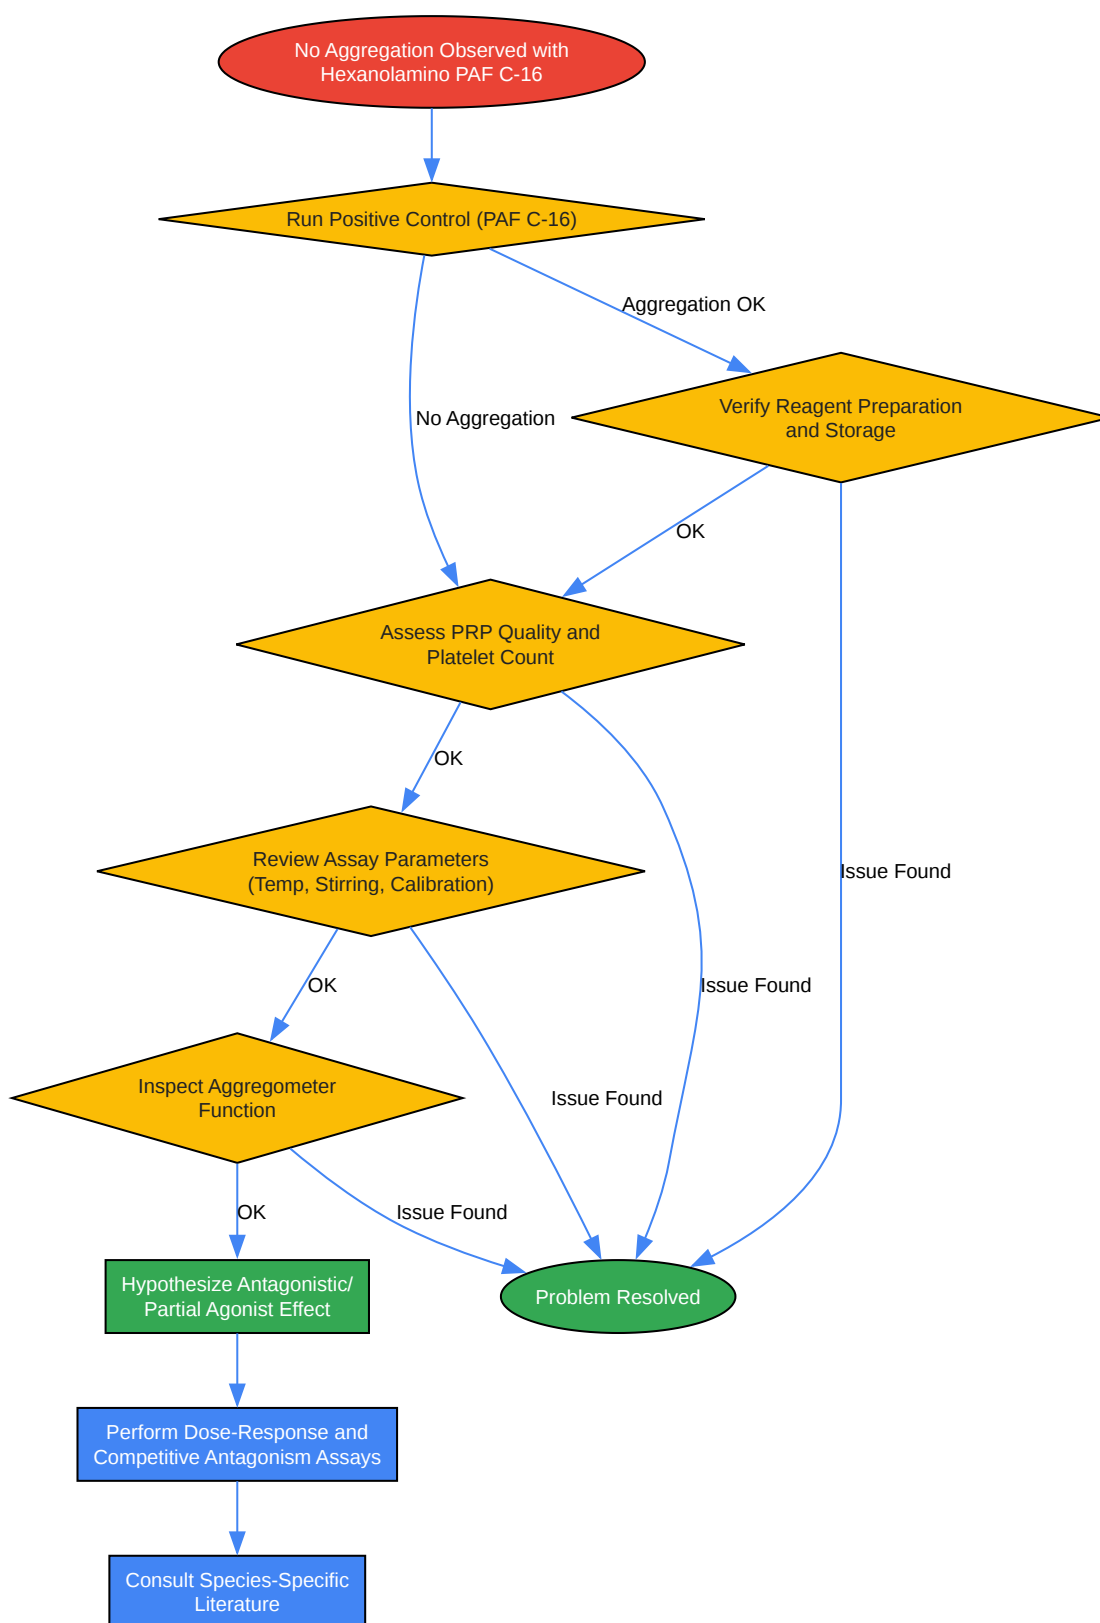 No Aggregation Observed with
Hexanolamino PAF C-16
Run Positive Control (PAF C-16)
Aggregation OK
Verify Reagent Preparation
and Storage
No Aggregation
OK
Assess PRP Quality and
Platelet Count
OK
Review Assay Parameters
(Temp, Stirring, Calibration)
Issue Found
Issue Found
OK
Inspect Aggregometer
Function
Issue Found
OK
Issue Found
Hypothesize Antagonistic/
Partial Agonist Effect
Problem Resolved
Perform Dose-Response and
Competitive Antagonism Assays
Consult Species-Specific
Literature